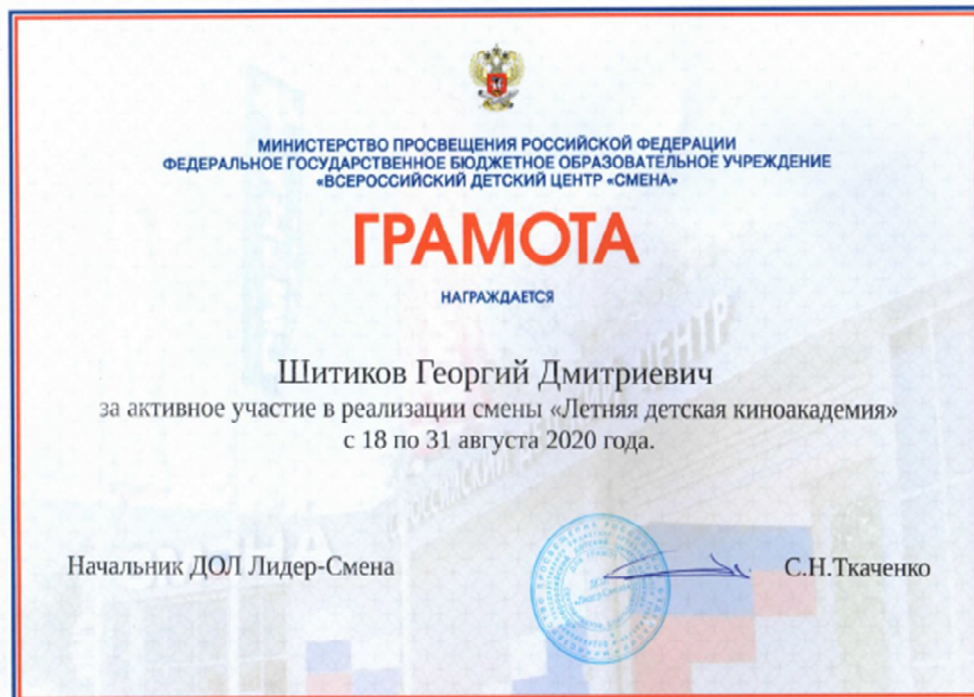 МИНИСТЕРСТВО ПРОСВЕЩЕНИЯ РОССИЙСКОЙ ФЕДЕРАЦИИ
ФЕДЕРАЛЬНОЕ ГОСУДАРСТВЕННОЕ БЮДЖЕТНОЕ ОБРАЗОВАТЕЛЬНОЕ УЧРЕЖДЕНИЕ
«ВСЕРОССИЙСКИЙ ДЕТСКИЙ ЦЕНТР «СМЕНА»
ГРАМОТА
НАГРАЖДАЕТСЯ
Шитиков Георгий Дмитриевич
за активное участие в реализации смены «Летняя детская киноакадемия»
с 18 по 31 августа 2020 года.
Начальник ДОЛ Лидер-Смена
С.Н.Ткаченко